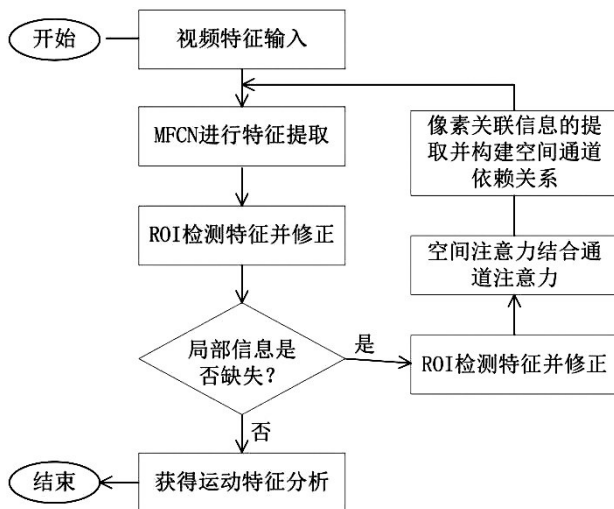 开始
视频特征输入
MFCN进行特征提取
ROI检测特征并修正
局部信息是
否缺失？
是
否
ROI检测特征并修正
空间注意力结合通
道注意力
像素关联信息的提
取并构建空间通道
依赖关系
获得运动特征分析
结束